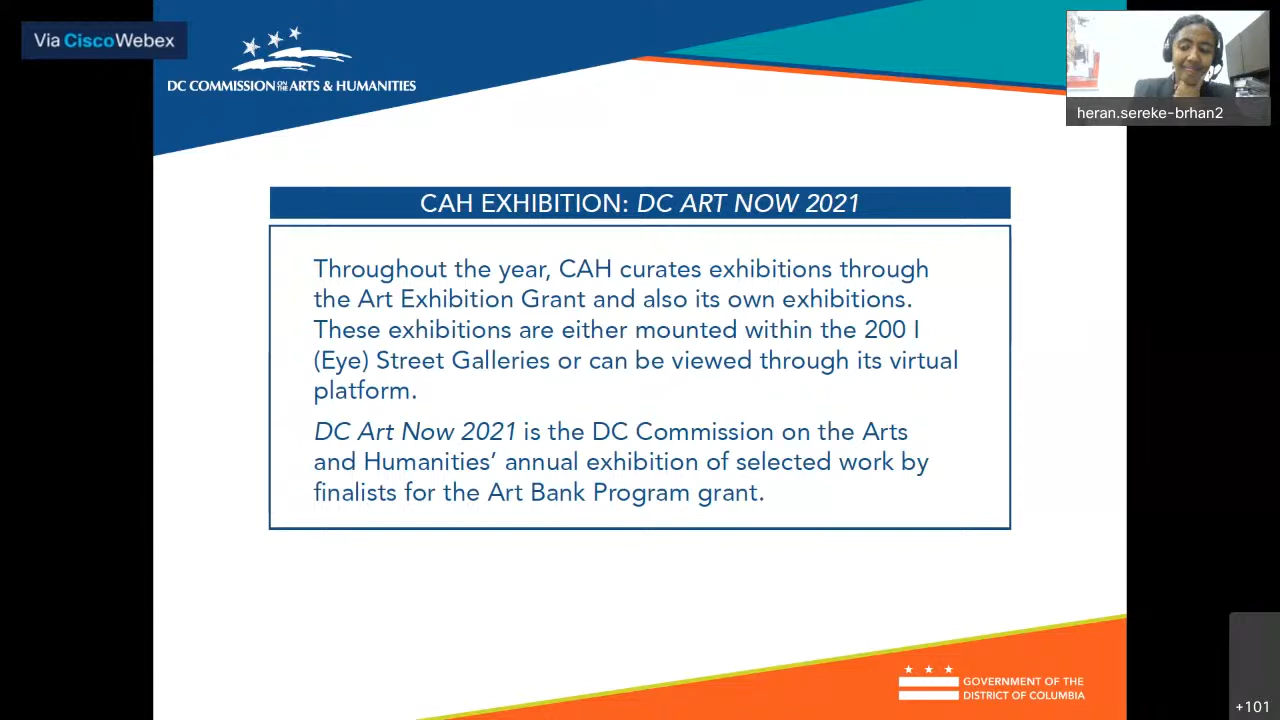 Via CiscoWebex
DC COMMISSION ON THE ARTS & HUMANITIES
heran.sereke-brhan2
CAH EXHIBITION: DC ART NOW 2021
Throughout the year, CAH curates exhibitions through
the Art Exhibition Grant and also its own exhibitions.
These exhibitions are either mounted within the 200 I
(Eye) Street Galleries or can be viewed through its virtual
platform.
DC Art Now 2021 is the DC Commission on the Arts
and Humanities’ annual exhibition of selected work by
finalists for the Art Bank Program grant.
GOVERNMENT OF THE
DISTRICT OF COLUMBIA
+101